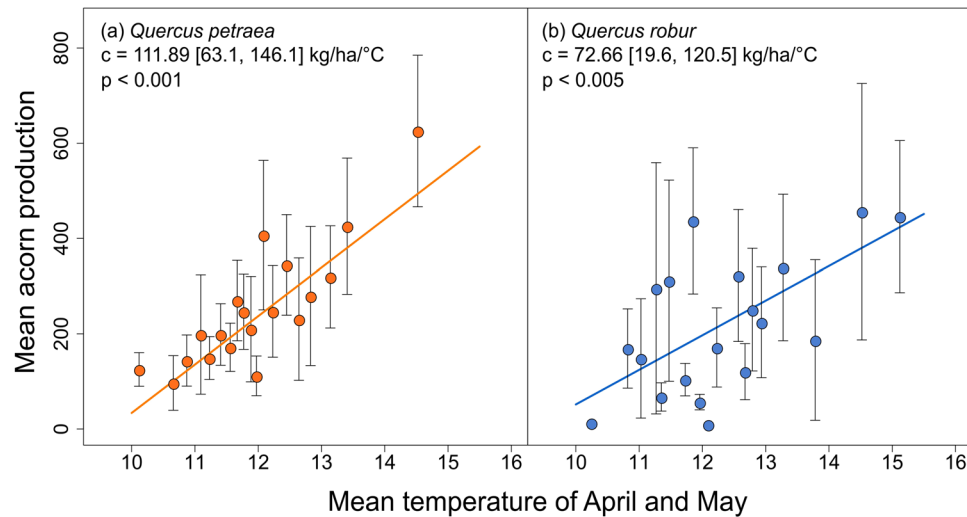 Mean acorn production
800
600
400
200
0
(a) Quercus petraea
c = 111.89 [63.1, 146.1] kg/ha/°C
p < 0.001
(b) Quercus robur
c = 72.66 [19.6, 120.5] kg/ha/°C
p < 0.005
10 11 12 13 14 15 16
10 11 12 13 14 15 16
Mean temperature of April and May